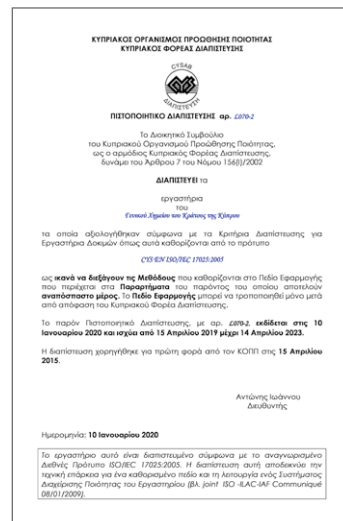 ΚΥΠΡΙΑΚΟΣ ΟΡΓΑΝΙΣΜΟΣ ΠΡΟΩΘΗΣΗΣ ΠΟΙΟΤΗΤΑΣ
ΚΥΠΡΙΑΚΟΣ ΦΟΡΕΑΣ ΔΙΑΠΙΣΤΕΥΣΗΣ
CYSAB
ΔΙΑΠΙΣΤΕΥΣΗ
ΠΙΣΤΟΠΟΙΗΤΙΚΟ ΔΙΑΠΙΣΤΕΥΣΗΣ αρ. L070-2
Το Διοικητικό Συμβούλιο
του Κυπριακού Οργανισμού Προώθησης Ποιότητας,
ως ο αρμόδιος Κυπριακός Φορέας Διαπίστευσης,
δυνάμει του Άρθρου 7 του Νόμου 156(Ι)/2002
ΔΙΑΠΙΣΤΕΥΕΙ τα
εργαστήρια
του
Γενικού Χημείου του Κράτους της Κύπρου
τα οποία αξιολογήθηκαν σύμφωνα με τα Κριτήρια Διαπίστευσης για
Εργαστήρια Δοκιμών όπως αυτά καθορίζονται από το πρότυπο
CYS EN ISO/IEC 17025:2005
ως ικανά να διεξάγουν τις Μεθόδους που καθορίζονται στο Πεδίο Εφαρμογής
που περιέχεται στα Παραρτήματα του παρόντος του οποίου αποτελούν
αναπόσπαστο μέρος. Το Πεδίο Εφαρμογής μπορεί να τροποποιηθεί μόνο μετά
από απόφαση του Κυπριακού Φορέα Διαπίστευσης.
Το παρόν Πιστοποιητικό Διαπίστευσης, με αρ. L070-2, εκδίδεται στις 10
Ιανουαρίου 2020 και ισχύει από 15 Απριλίου 2019 μέχρι 14 Απριλίου 2023.
Η διαπίστευση χορηγήθηκε για πρώτη φορά από τον ΚΟΠΠ στις 15 Απριλίου
2015.
Αντώνης Ιωάννου
Διευθυντής
Ημερομηνία: 10 Ιανουαρίου 2020
Το εργαστήριο αυτό είναι διαπιστευμένο σύμφωνα με το αναγνωρισμένο
Διεθνές Πρότυπο ISO/IEC 17025:2005. Η διαπίστευση αυτή αποδεικνύει την
τεχνική επάρκεια για ένα καθορισμένο πεδίο και τη λειτουργία ενός Συστήματος
Διαχείρισης Ποιότητας του Εργαστηρίου (βλ. joint ISO -ILAC-IAF Communiqué
08/01/2009).